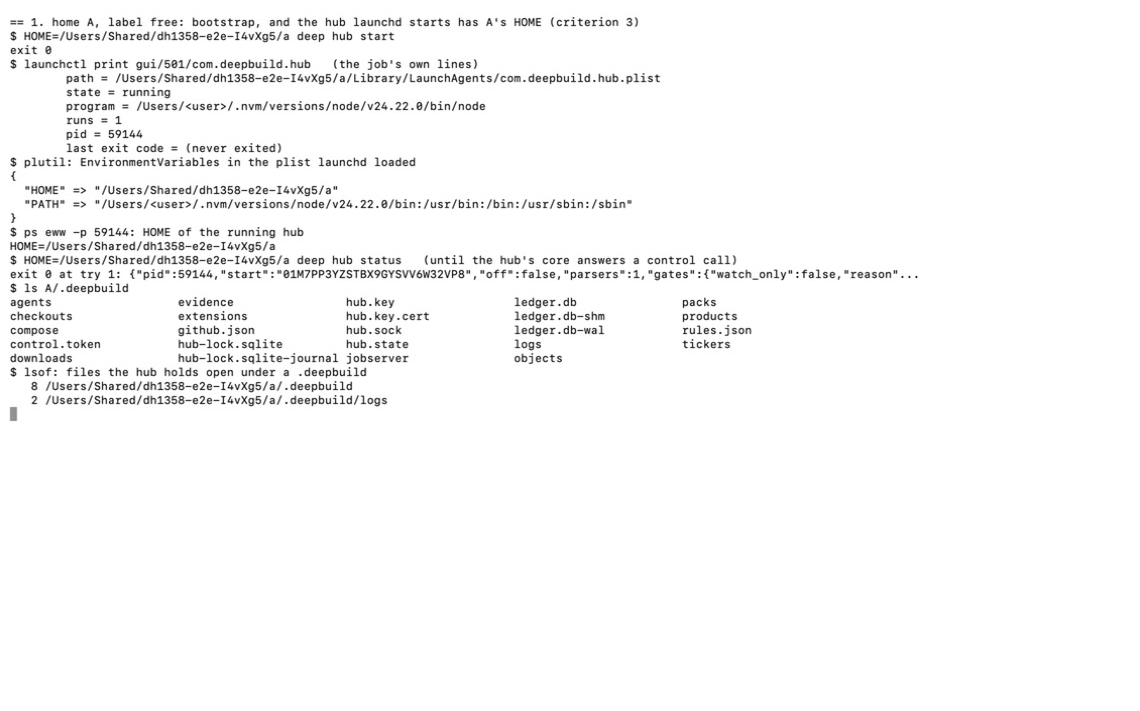 == 1. home A, label free: bootstrap, and the hub launchd starts has A's HOME (criterion 3)
$ HOME=/Users/Shared/dh1358-e2e-I4vXg5/a deep hub start
exit 0
$ launchctl print gui/501/com.deepbuild.hub   (the job's own lines)
path = /Users/Shared/dh1358-e2e-I4vXg5/a/Library/LaunchAgents/com.deepbuild.hub.plist
state = running
program = /Users/<user>/.nvm/versions/node/v24.22.0/bin/node
runs = 1
pid = 59144
last exit code = (never exited)
$ plutil: EnvironmentVariables in the plist launchd loaded
{
"HOME" => "/Users/Shared/dh1358-e2e-I4vXg5/a"
"PATH" => "/Users/<user>/.nvm/versions/node/v24.22.0/bin:/usr/bin:/bin:/usr/sbin:/sbin"
}
$ ps eww -p 59144: HOME of the running hub
HOME=/Users/Shared/dh1358-e2e-I4vXg5/a
$ HOME=/Users/Shared/dh1358-e2e-I4vXg5/a deep hub status   (until the hub's core answers a control call)
exit 0 at try 1: {"pid":59144,"start":"01M7PP3YZSTBX9GYSVV6W32VP8","off":false,"parsers":1,"gates":{"watch_only":false,"reason"...
$ ls A/.deepbuild
agents evidence hub.key ledger.db packs
checkouts extensions hub.key.cert ledger.db-shm products
compose github.json hub.sock ledger.db-wal rules.json
control.token hub-lock.sqlite hub.state logs tickers
downloads hub-lock.sqlite-journal jobserver objects
$ lsof: files the hub holds open under a .deepbuild
8 /Users/Shared/dh1358-e2e-I4vXg5/a/.deepbuild
2 /Users/Shared/dh1358-e2e-I4vXg5/a/.deepbuild/logs